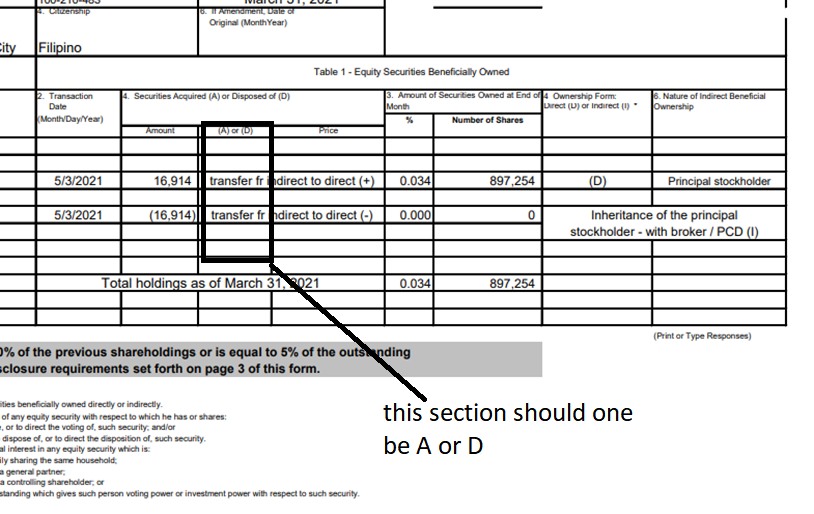 4. Citizenship
6. If Amendment, Date of
Original (MonthYear)
City Filipino
Table 1 - Equity Securities Beneficially Owned
2. Transaction
Date
(Month/Day/Year)
4. Securities Acquired (A) or Disposed of (D)
3. Amount of Securities Owned at End of
Month
4 Ownership Form:
Direct (D) or Indirect (I) *
6. Nature of Indirect Beneficial
Ownership
Amount (A) or (D) Price % Number of Shares
5/3/2021 16,914 transfer fr indirect to direct (+) 0.034 897,254 (D) Principal stockholder
5/3/2021 (16,914) transfer fr indirect to direct (-) 0.000 0 Inheritance of the principal
stockholder - with broker / PCD (I)
Total holdings as of March 31, 2021 0.034 897,254
(Print or Type Responses)
0% of the previous shareholdings or is equal to 5% of the outstanding
sclosure requirements set forth on page 3 of this form.
this section should one
be A or D
ities beneficially owned directly or indirectly.
of any equity security with respect to which he has or shares:
, or to direct the voting of, such security; and/or
dispose of, or to direct the disposition of, such security.
al interest in any equity security which is:
ily sharing the same household;
a general partner;
a controlling shareholder; or
standing which gives such person voting power or investment power with respect to such security.